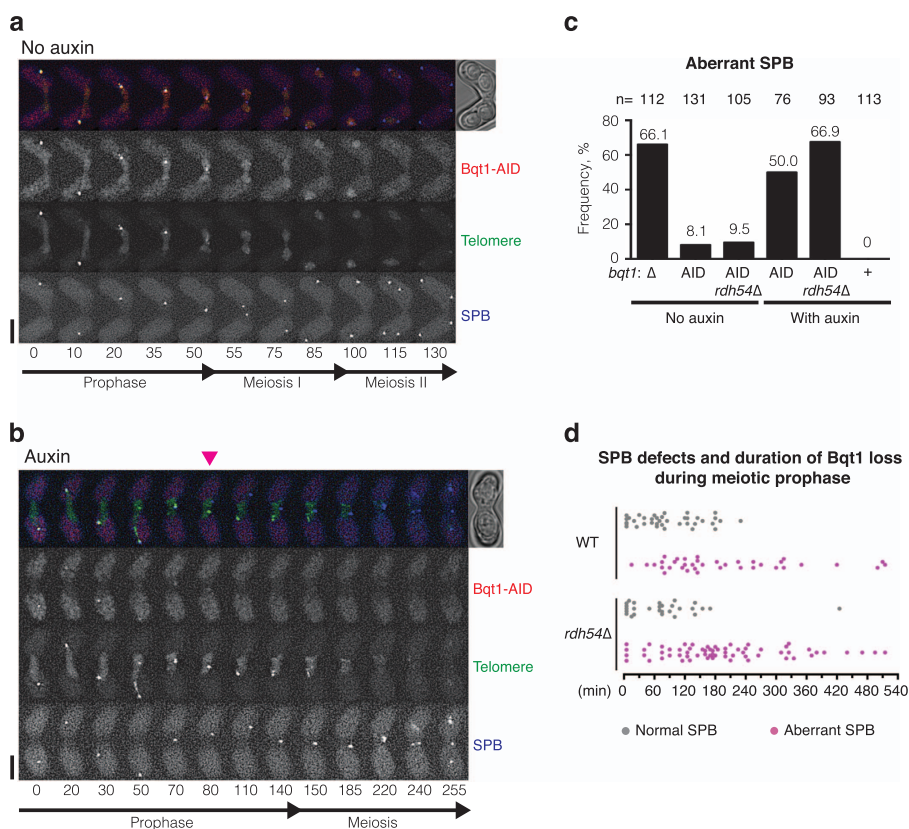 a
No auxin
Bqt1-AID
Telomere
SPB
0 10 20 35 50 55 75 85 100 115 130
Prophase Meiosis I Meiosis II
b
Auxin
Bqt1-AID
Telomere
SPB
0 20 30 50 70 80 110 140 150 185 220 240 255
Prophase Meiosis
c
Aberrant SPB
n= 112 131 105 76 93 113
Frequency, %
80
60
40
20
0
66.1 8.1 9.5 50.0 66.9 0
bqt1: Δ AID AID AID AID +
rdh54Δ rdh54Δ
No auxin With auxin
d
SPB defects and duration of Bqt1 loss
during meiotic prophase
WT
rdh54Δ
(min) 0 60 120 180 240 300 360 420 480 540
Normal SPB Aberrant SPB